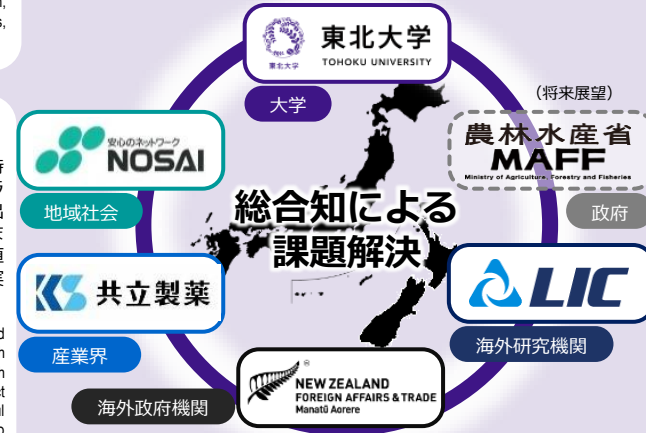 東北大学
東北大学
TOHOKU UNIVERSITY
大学
(将来展望)
農林水産省
MAFF
Ministry of Agriculture, Forestry and Fisheries
政府
安心のネットワーク
NOSAI
地域社会
総合知による
課題解決
共立製薬
産業界
LIC
海外研究機関
®
NEW ZEALAND
FOREIGN AFFAIRS & TRADE
Manatū Aorere
海外政府機関